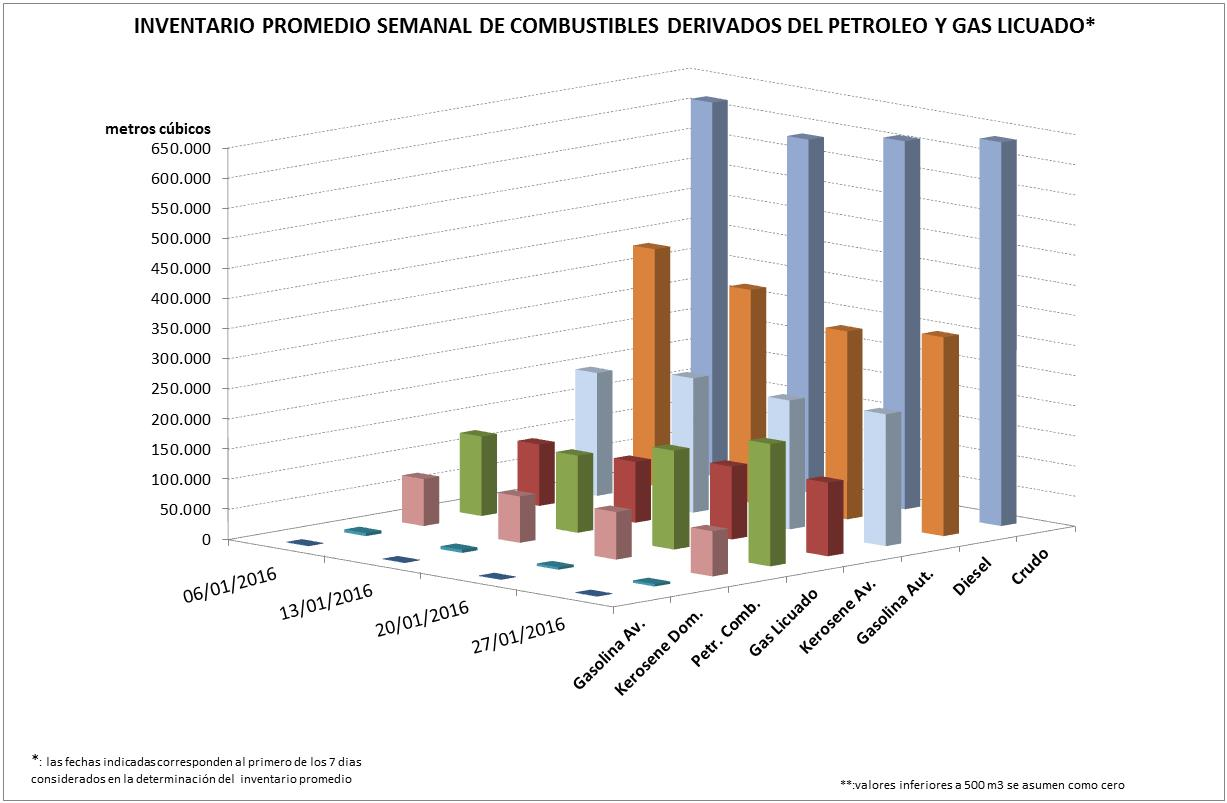 INVENTARIO PROMEDIO SEMANAL DE COMBUSTIBLES DERIVADOS DEL PETROLEO Y GAS LICUADO*
metros cúbicos
650.000
600.000
550.000
500.000
450.000
400.000
350.000
300.000
250.000
200.000
150.000
100.000
50.000
0
06/01/2016
13/01/2016
20/01/2016
27/01/2016
Gasolina Av.
Kerosene Dom.
Petr. Comb.
Gas Licuado
Kerosene Av.
Gasolina Aut.
Diesel
Crudo
*: las fechas indicadas corresponden al primero de los 7 dias
considerados en la determinación del inventario promedio
**:valores inferiores a 500 m3 se asumen como cero